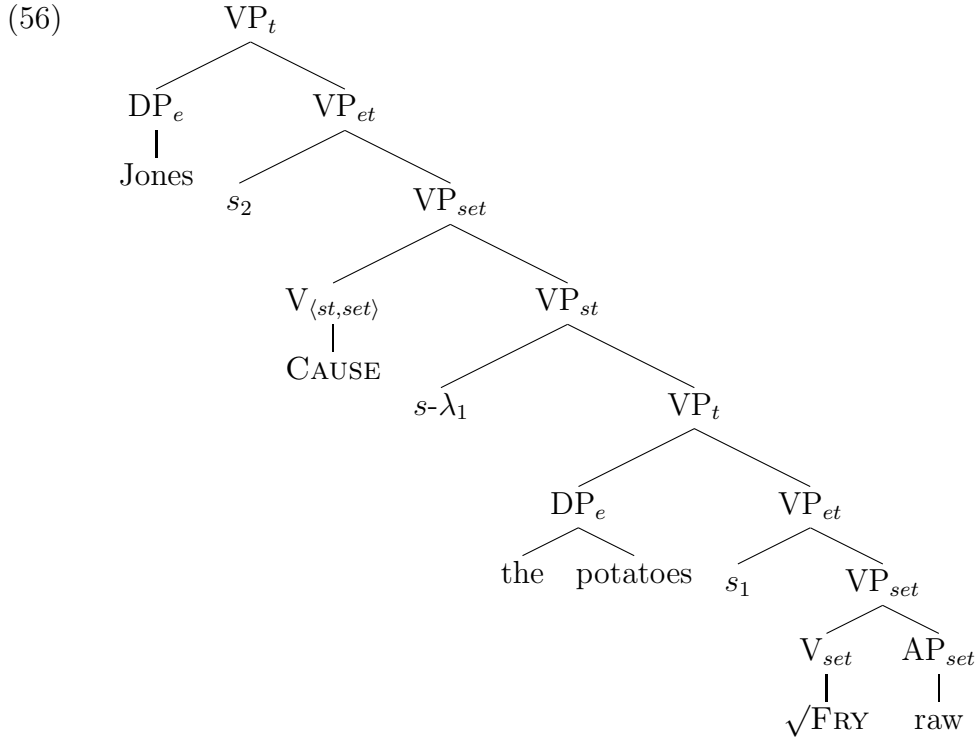 (56) VP_t
DP_e VP_et
Jones s_2 VP_set
V_⟨st,set⟩ VP_st
CAUSE s-λ_1 VP_t
DP_e VP_et
the potatoes s_1 VP_set
V_set AP_set
√FRY raw